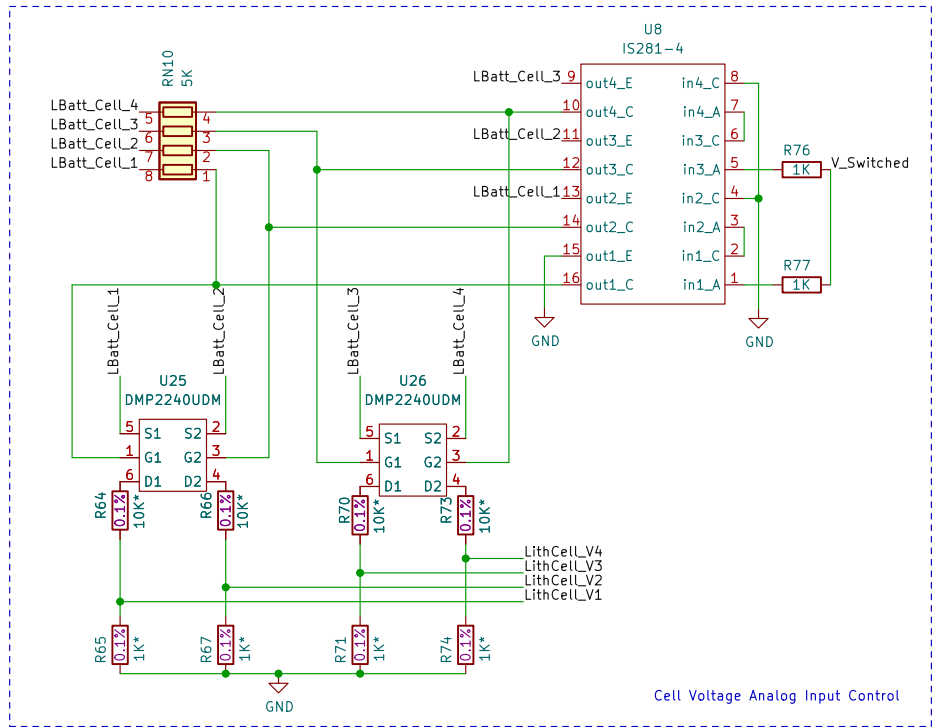 U8
IS281-4
RN10
5K
LBatt_Cell_4
LBatt_Cell_3
LBatt_Cell_2
LBatt_Cell_1
5 4
6 3
7 2
8 1
LBatt_Cell_3 9 out4_E in4_C 8
10 out4_C in4_A 7
LBatt_Cell_2 11 out3_E in3_C 6
12 out3_C in3_A 5
LBatt_Cell_1 13 out2_E in2_C 4
14 out2_C in2_A 3
15 out1_E in1_C 2
16 out1_C in1_A 1
R76
1K
V_Switched
R77
1K
GND
GND
LBatt_Cell_1
LBatt_Cell_2
LBatt_Cell_3
LBatt_Cell_4
U25
DMP2240UDM
5 S1 S2 2
1 G1 G2 3
6 D1 D2 4
U26
DMP2240UDM
5 S1 S2 2
1 G1 G2 3
6 D1 D2 4
R64 0.1% 10K*
R66 0.1% 10K*
R70 0.1% 10K*
R73 0.1% 10K*
LithCell_V4
LithCell_V3
LithCell_V2
LithCell_V1
R65 0.1% 1K*
R67 0.1% 1K*
R71 0.1% 1K*
R74 0.1% 1K*
GND
Cell Voltage Analog Input Control